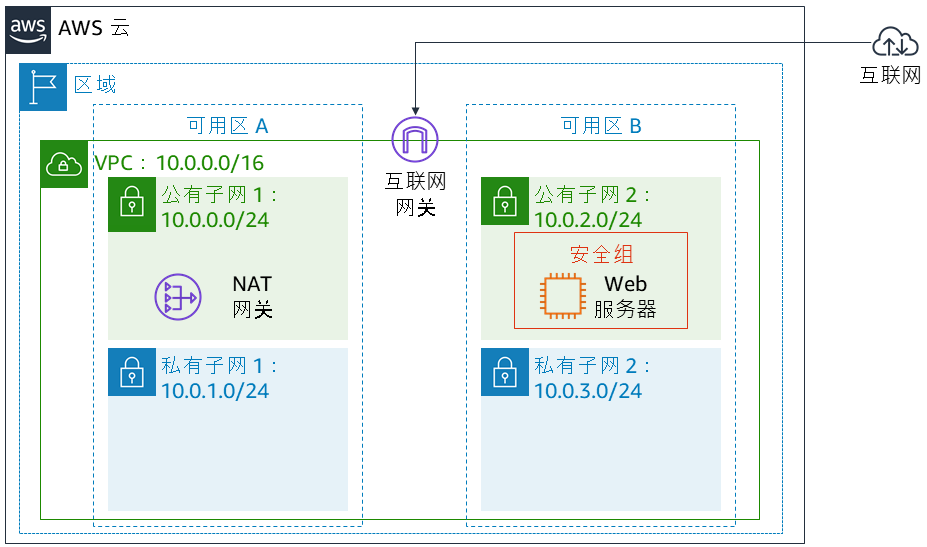 aws
AWS 云
互联网
区域
可用区 A
可用区 B
VPC：10.0.0.0/16
互联网
网关
公有子网 1：
10.0.0.0/24
公有子网 2：
10.0.2.0/24
安全组
NAT
网关
Web
服务器
私有子网 1：
10.0.1.0/24
私有子网 2：
10.0.3.0/24